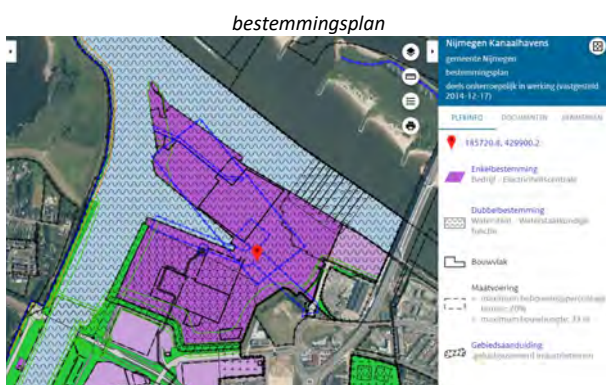 bestemmingsplan
Nijmegen Kanaalhavens
gemeente Nijmegen
bestemmingsplan
deels onherroepelijk in werking (vastgesteld
2014-12-17)
PLEKINFO DOCUMENTEN KENMERKEN
185720.8, 429900.2
Enkelbestemming
Bedrijf - Electriciteitscentrale
Dubbelbestemming
Waterstaat - Waterstaatkundige
functie
Bouwvlak
Maatvoering
maximum bebouwingspercentage
terrein: 70%
maximum bouwhoogte: 33 m
Gebiedsaanduiding
geluidszone - industrieterrein